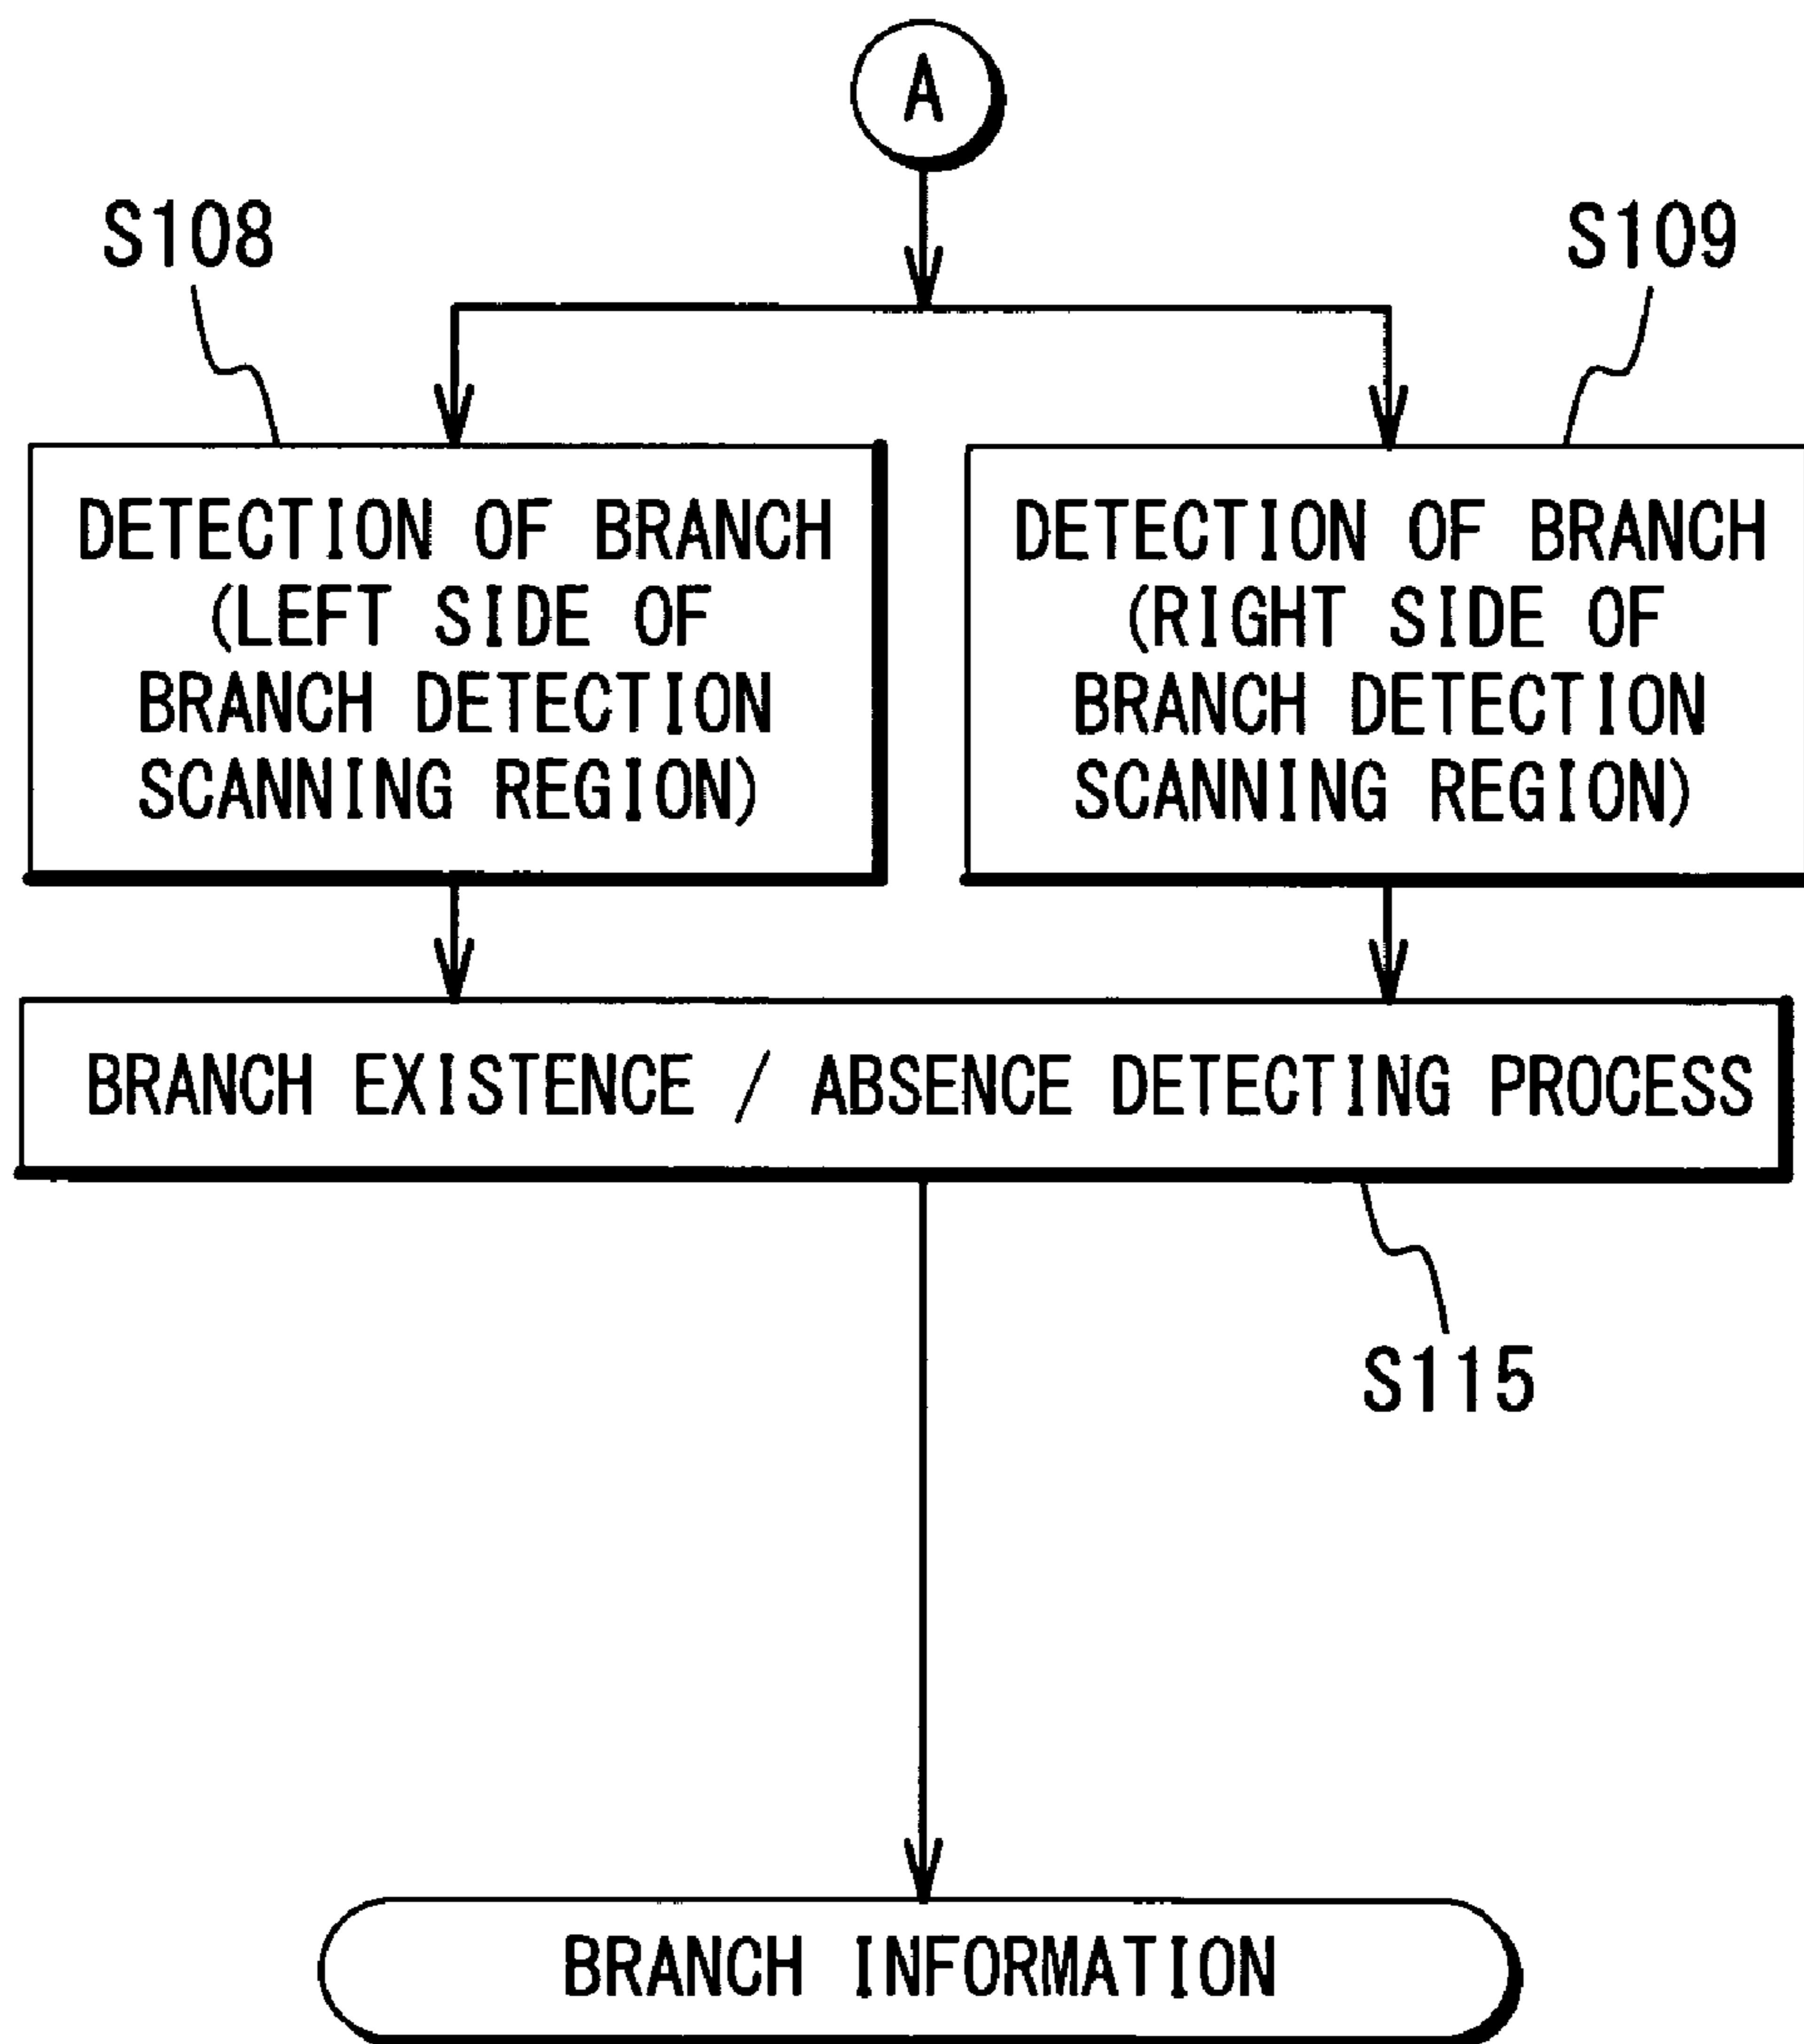 A
S108
S109
DETECTION OF BRANCH
(LEFT SIDE OF
BRANCH DETECTION
SCANNING REGION)
DETECTION OF BRANCH
(RIGHT SIDE OF
BRANCH DETECTION
SCANNING REGION)
BRANCH EXISTENCE / ABSENCE DETECTING PROCESS
S115
BRANCH INFORMATION